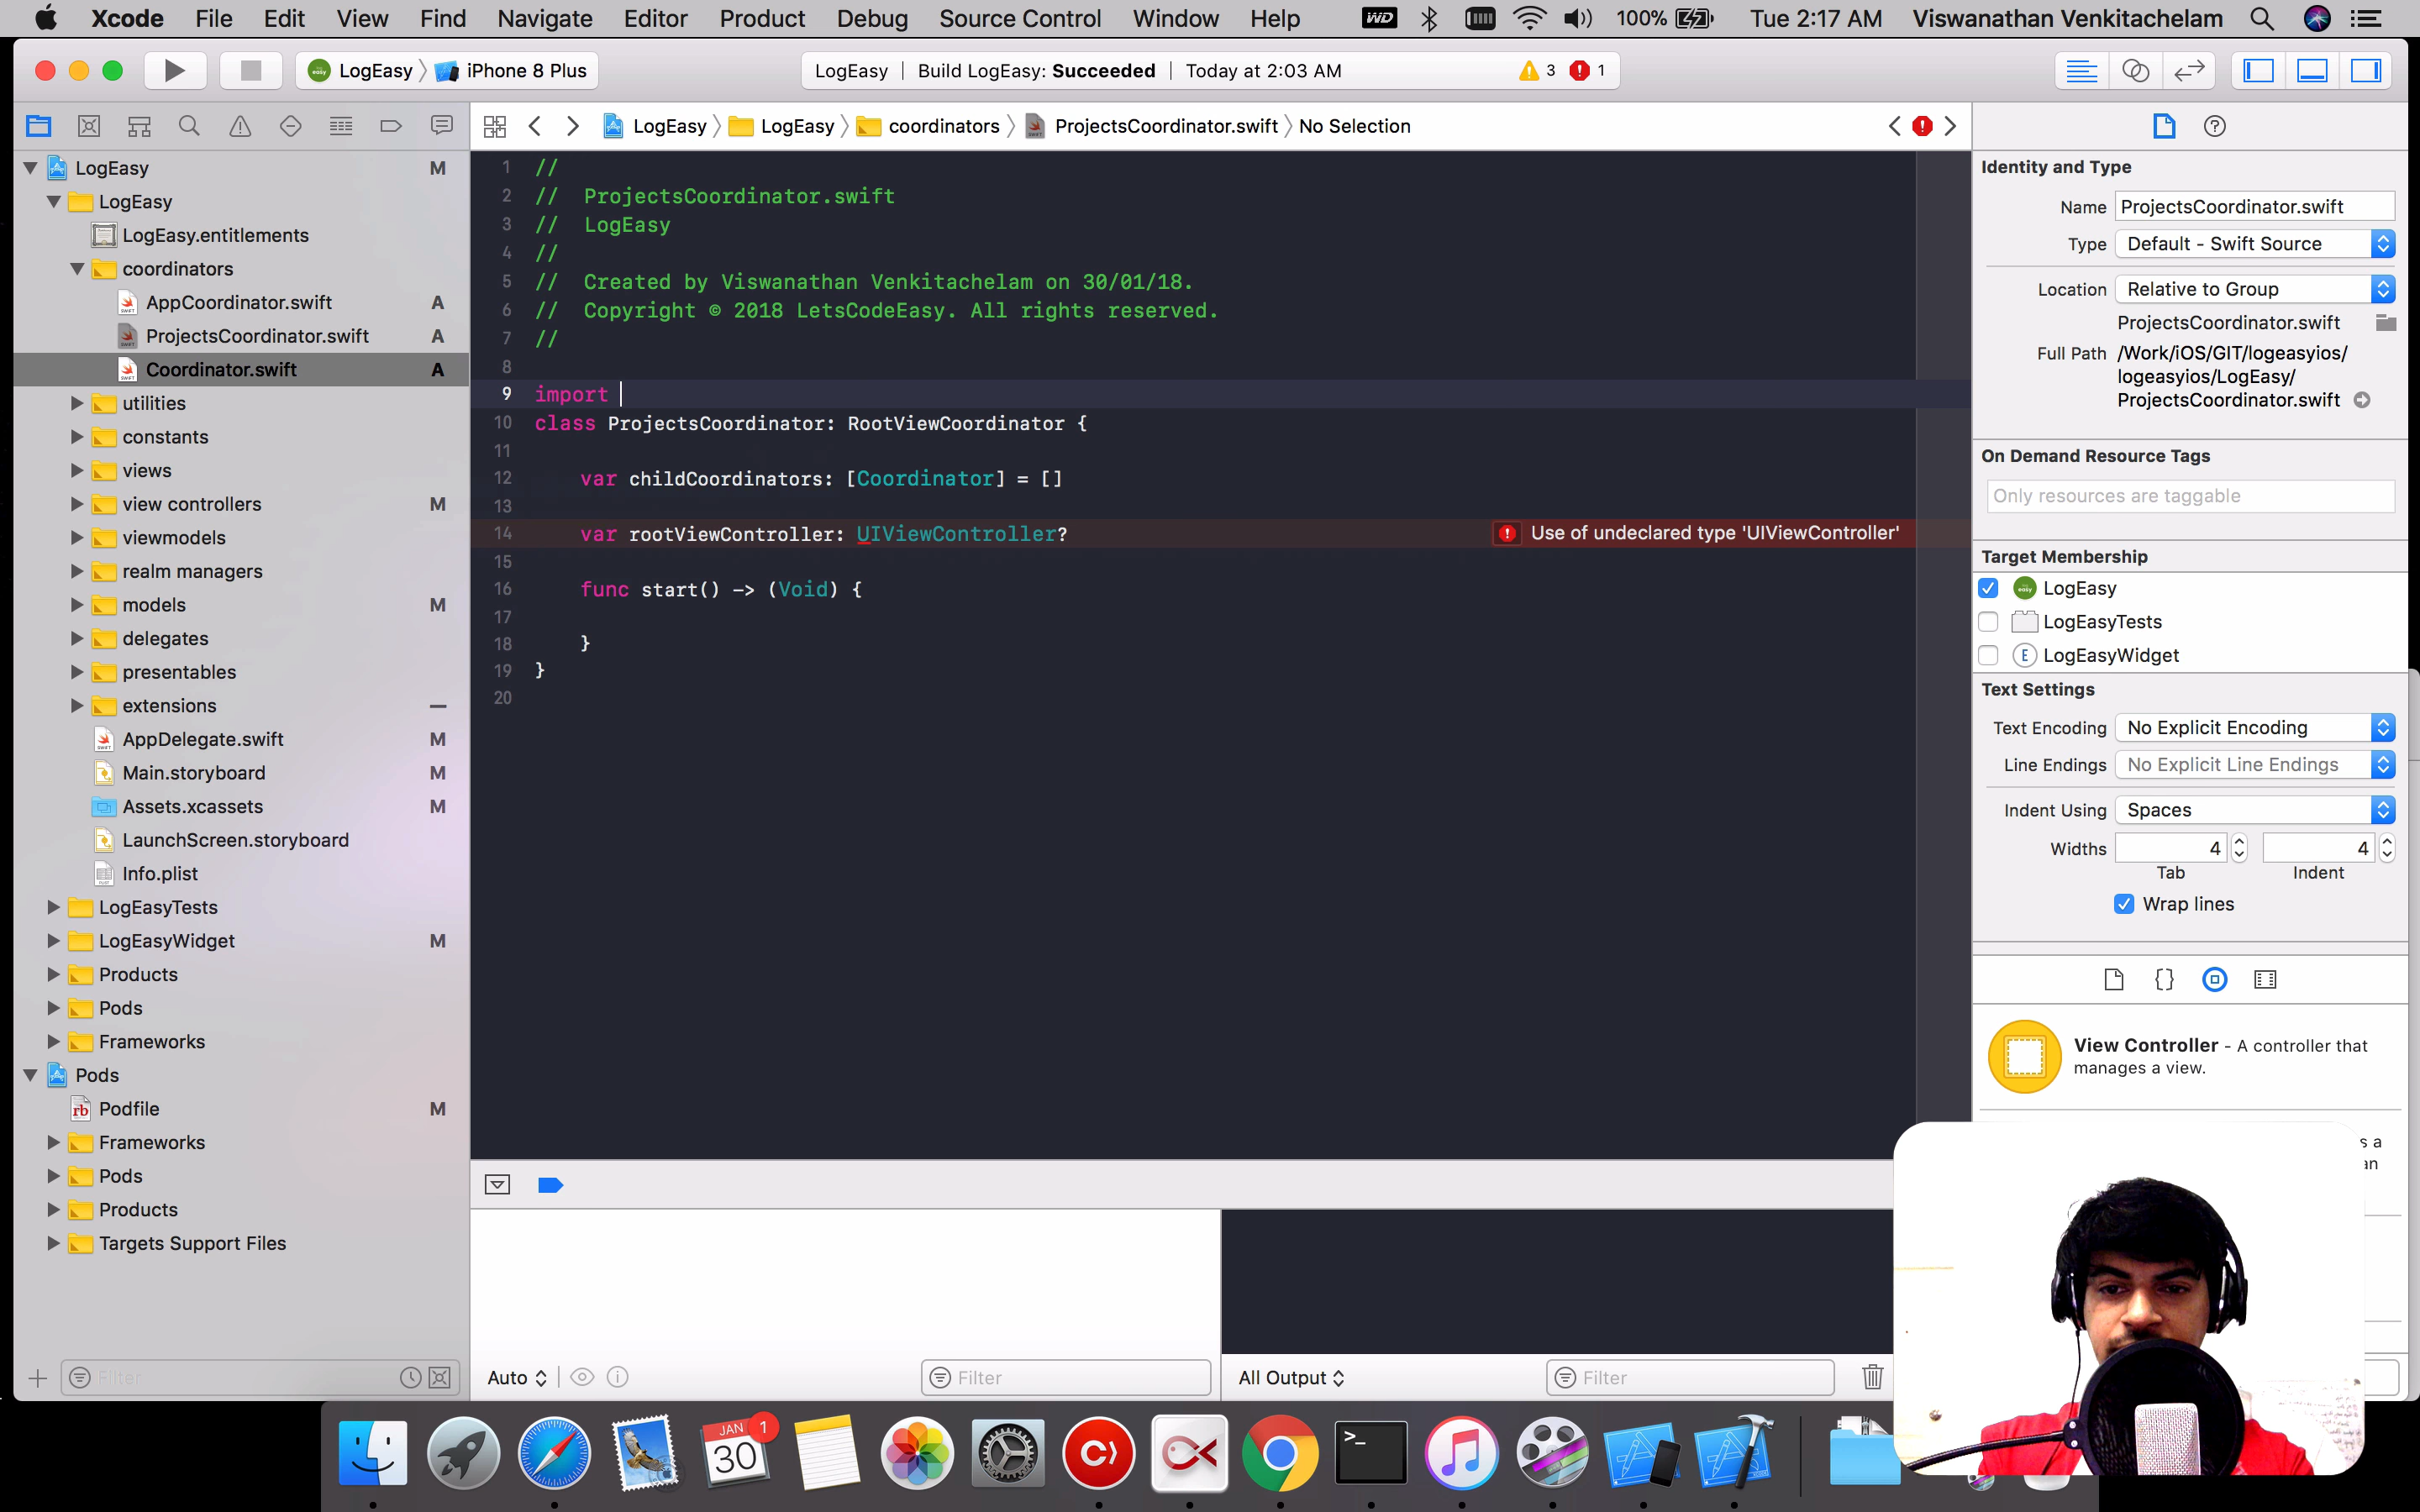 Xcode File Edit View Find Navigate Editor Product Debug Source Control Window Help WD 100% Tue 2:17 AM Viswanathan Venkitachelam
easy LogEasy iPhone 8 Plus LogEasy Build LogEasy: Succeeded Today at 2:03 AM 3 1
LogEasy LogEasy coordinators ProjectsCoordinator.swift No Selection
LogEasy M
LogEasy
LogEasy.entitlements
coordinators
AppCoordinator.swift A
ProjectsCoordinator.swift A
Coordinator.swift A
utilities
constants
views
view controllers M
viewmodels
realm managers
models M
delegates
presentables
extensions
AppDelegate.swift M
Main.storyboard M
Assets.xcassets M
LaunchScreen.storyboard
Info.plist
LogEasyTests
LogEasyWidget M
Products
Pods
Frameworks
Pods
rb Podfile M
Frameworks
Pods
Products
Targets Support Files
Filter
1 //
2 // ProjectsCoordinator.swift
3 // LogEasy
4 //
5 // Created by Viswanathan Venkitachelam on 30/01/18.
6 // Copyright © 2018 LetsCodeEasy. All rights reserved.
7 //
8
9 import
10 class ProjectsCoordinator: RootViewCoordinator {
11
12 var childCoordinators: [Coordinator] = []
13
14 var rootViewController: UIViewController? Use of undeclared type 'UIViewController'
15
16 func start() -> (Void) {
17
18 }
19 }
20
Auto Filter All Output Filter
Identity and Type
Name ProjectsCoordinator.swift
Type Default - Swift Source
Location Relative to Group
ProjectsCoordinator.swift
Full Path /Work/iOS/GIT/logeasyios/
logeasyios/LogEasy/
ProjectsCoordinator.swift
On Demand Resource Tags
Only resources are taggable
Target Membership
LogEasy
LogEasyTests
E LogEasyWidget
Text Settings
Text Encoding No Explicit Encoding
Line Endings No Explicit Line Endings
Indent Using Spaces
Widths 4 4
Tab Indent
Wrap lines
{}
View Controller - A controller that
manages a view.
s a
an
JAN 1
30
>_